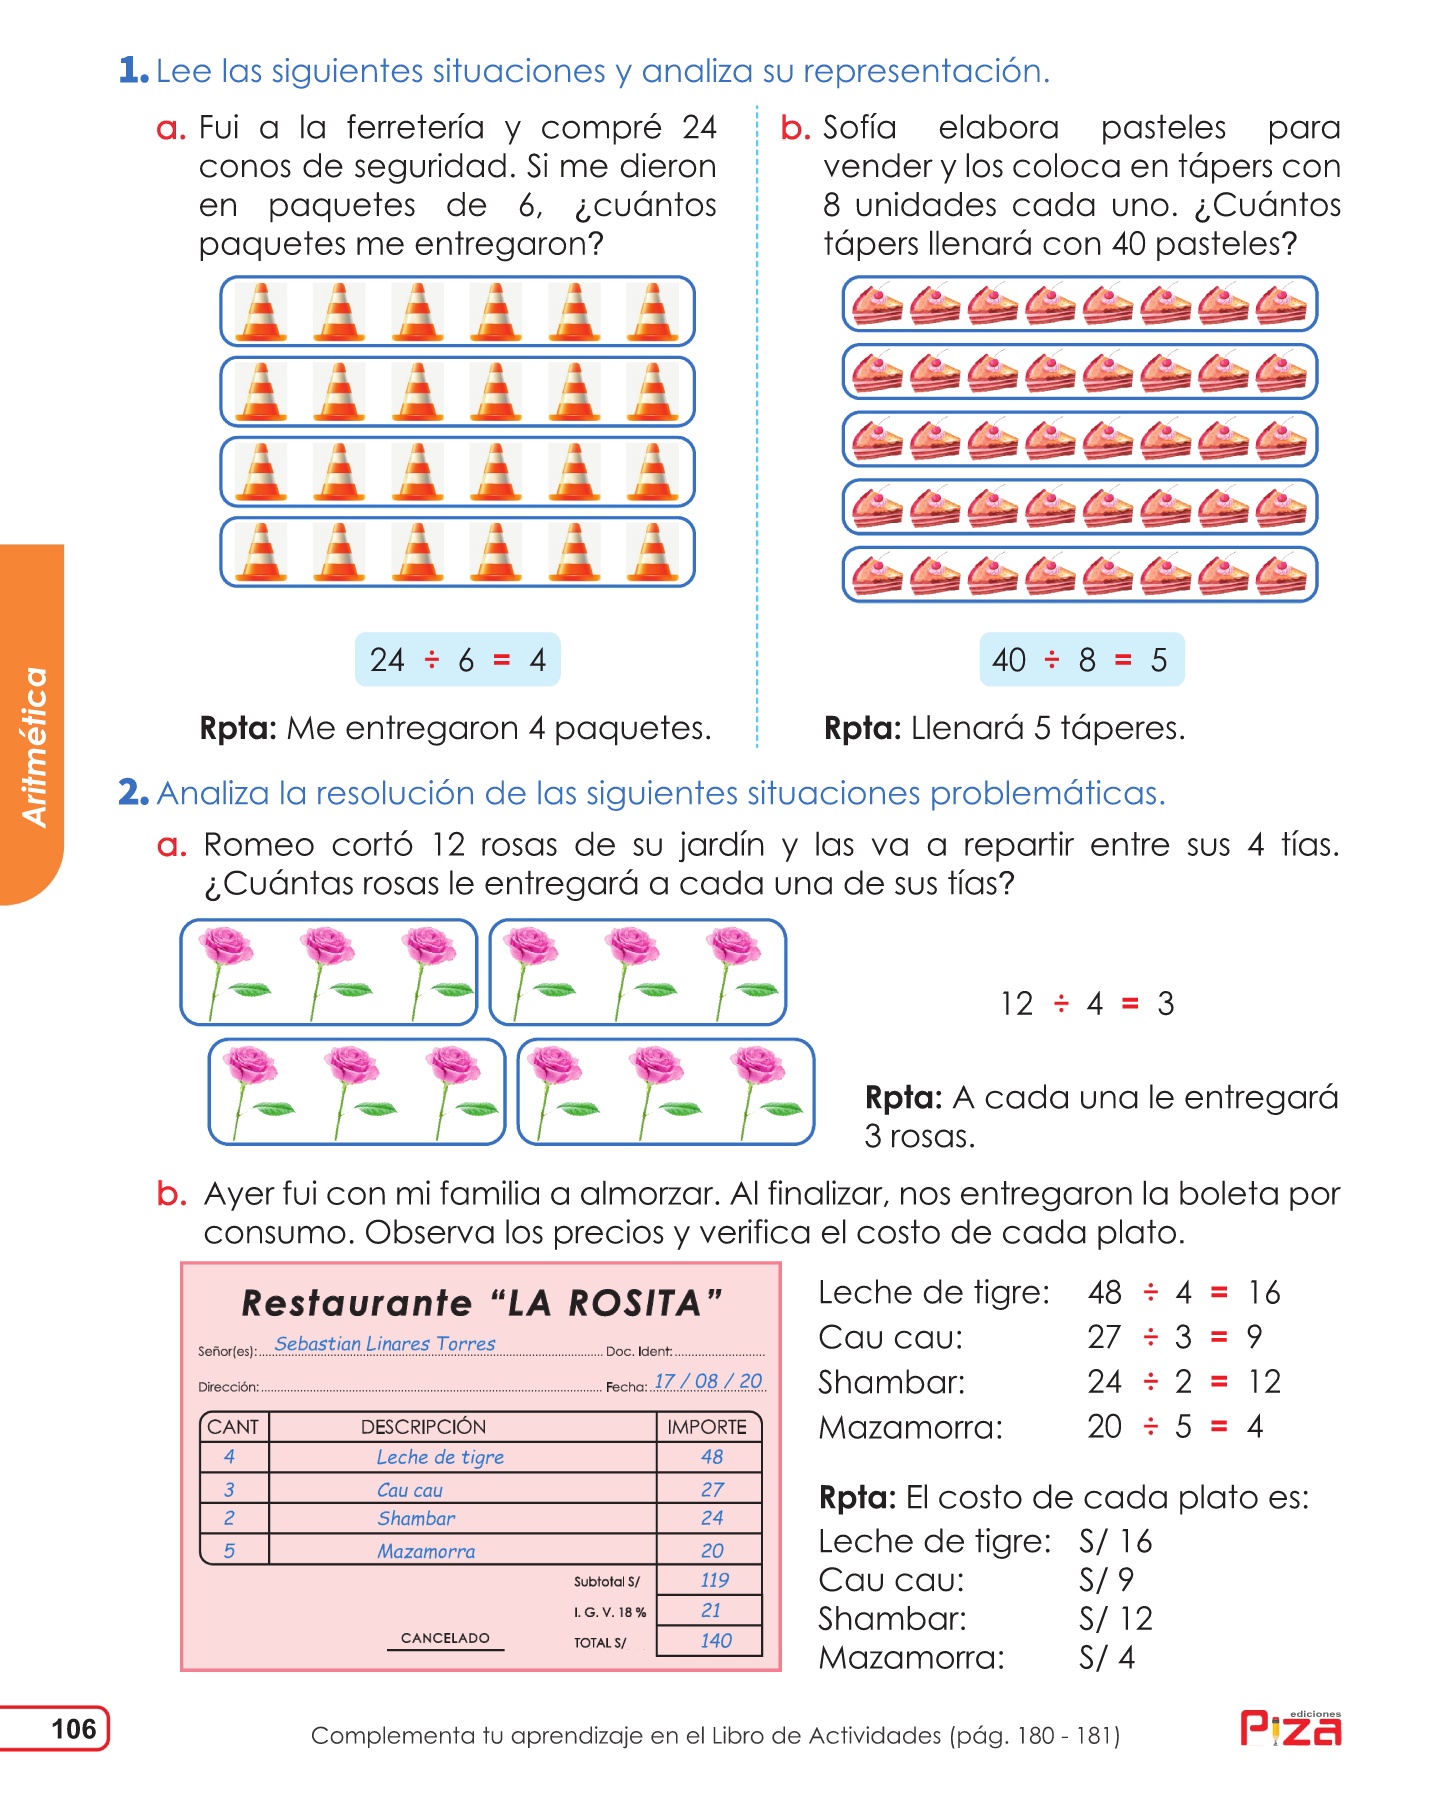 1. Lee las siguientes situaciones y analiza su representación.
a. Fui a la ferretería y compré 24
conos de seguridad. Si me dieron
en paquetes de 6, ¿cuántos
paquetes me entregaron?
24 ÷ 6 = 4
Rpta: Me entregaron 4 paquetes.
b. Sofía elabora pasteles para
vender y los coloca en tápers con
8 unidades cada uno. ¿Cuántos
tápers llenará con 40 pasteles?
40 ÷ 8 = 5
Rpta: Llenará 5 táperes.
Aritmética
2. Analiza la resolución de las siguientes situaciones problemáticas.
a. Romeo cortó 12 rosas de su jardín y las va a repartir entre sus 4 tías.
¿Cuántas rosas le entregará a cada una de sus tías?
12 ÷ 4 = 3
Rpta: A cada una le entregará
3 rosas.
b. Ayer fui con mi familia a almorzar. Al finalizar, nos entregaron la boleta por
consumo. Observa los precios y verifica el costo de cada plato.
Restaurante “LA ROSITA”
Señor(es): Sebastian Linares Torres Doc. Ident:
Dirección: Fecha: 17 / 08 / 20
CANT DESCRIPCIÓN IMPORTE
4 Leche de tigre 48
3 Cau cau 27
2 Shambar 24
5 Mazamorra 20
Subtotal S/ 119
I. G. V. 18 % 21
CANCELADO TOTAL S/ 140
Leche de tigre: 48 ÷ 4 = 16
Cau cau: 27 ÷ 3 = 9
Shambar: 24 ÷ 2 = 12
Mazamorra: 20 ÷ 5 = 4
Rpta: El costo de cada plato es:
Leche de tigre: S/ 16
Cau cau: S/ 9
Shambar: S/ 12
Mazamorra: S/ 4
106
Complementa tu aprendizaje en el Libro de Actividades (pág. 180 - 181)
ediciones
Piza